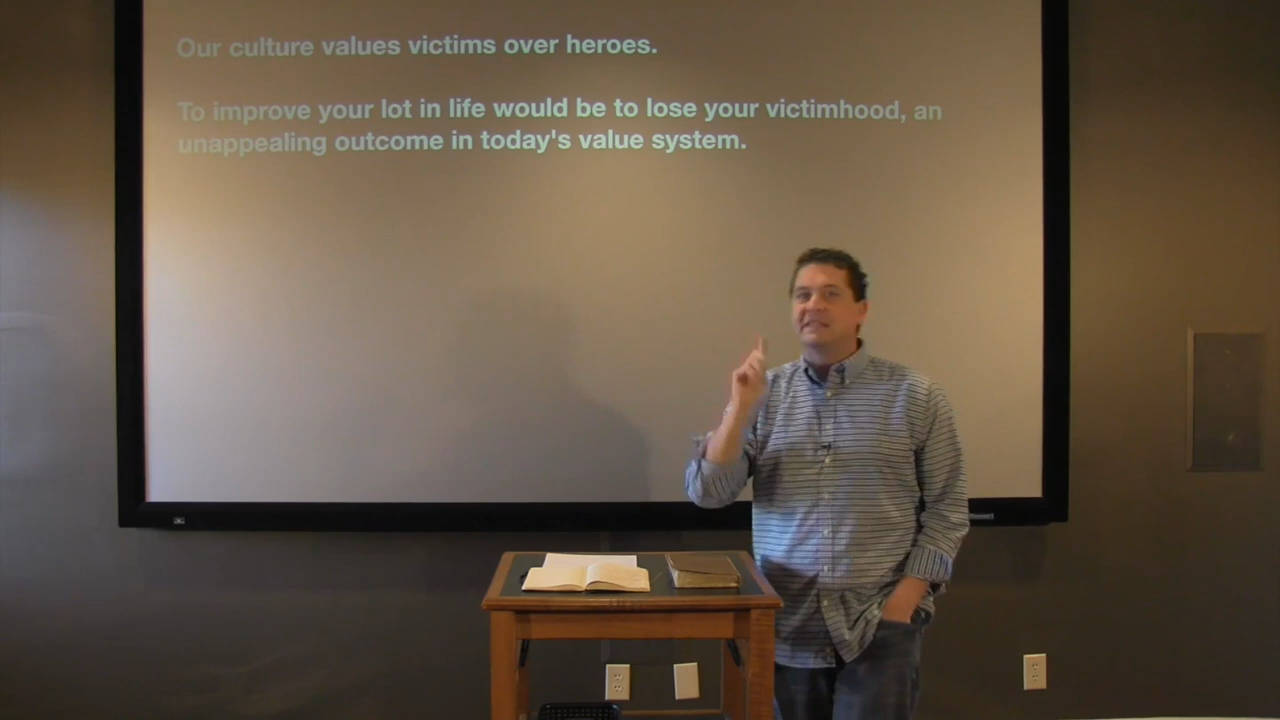 Our culture values victims over heroes.
To improve your lot in life would be to lose your victimhood, an
unappealing outcome in today's value system.